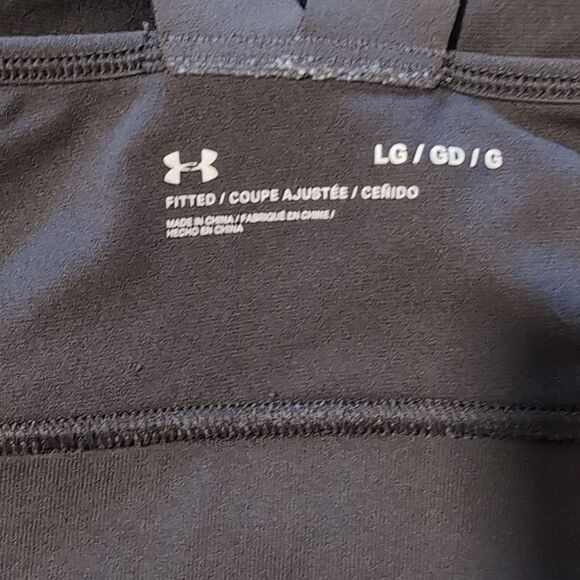 LG / GD / G
FITTED / COUPE AJUSTÉE / CEÑIDO
MADE IN CHINA / FABRIQUÉ EN CHINE /
HECHO EN CHINA